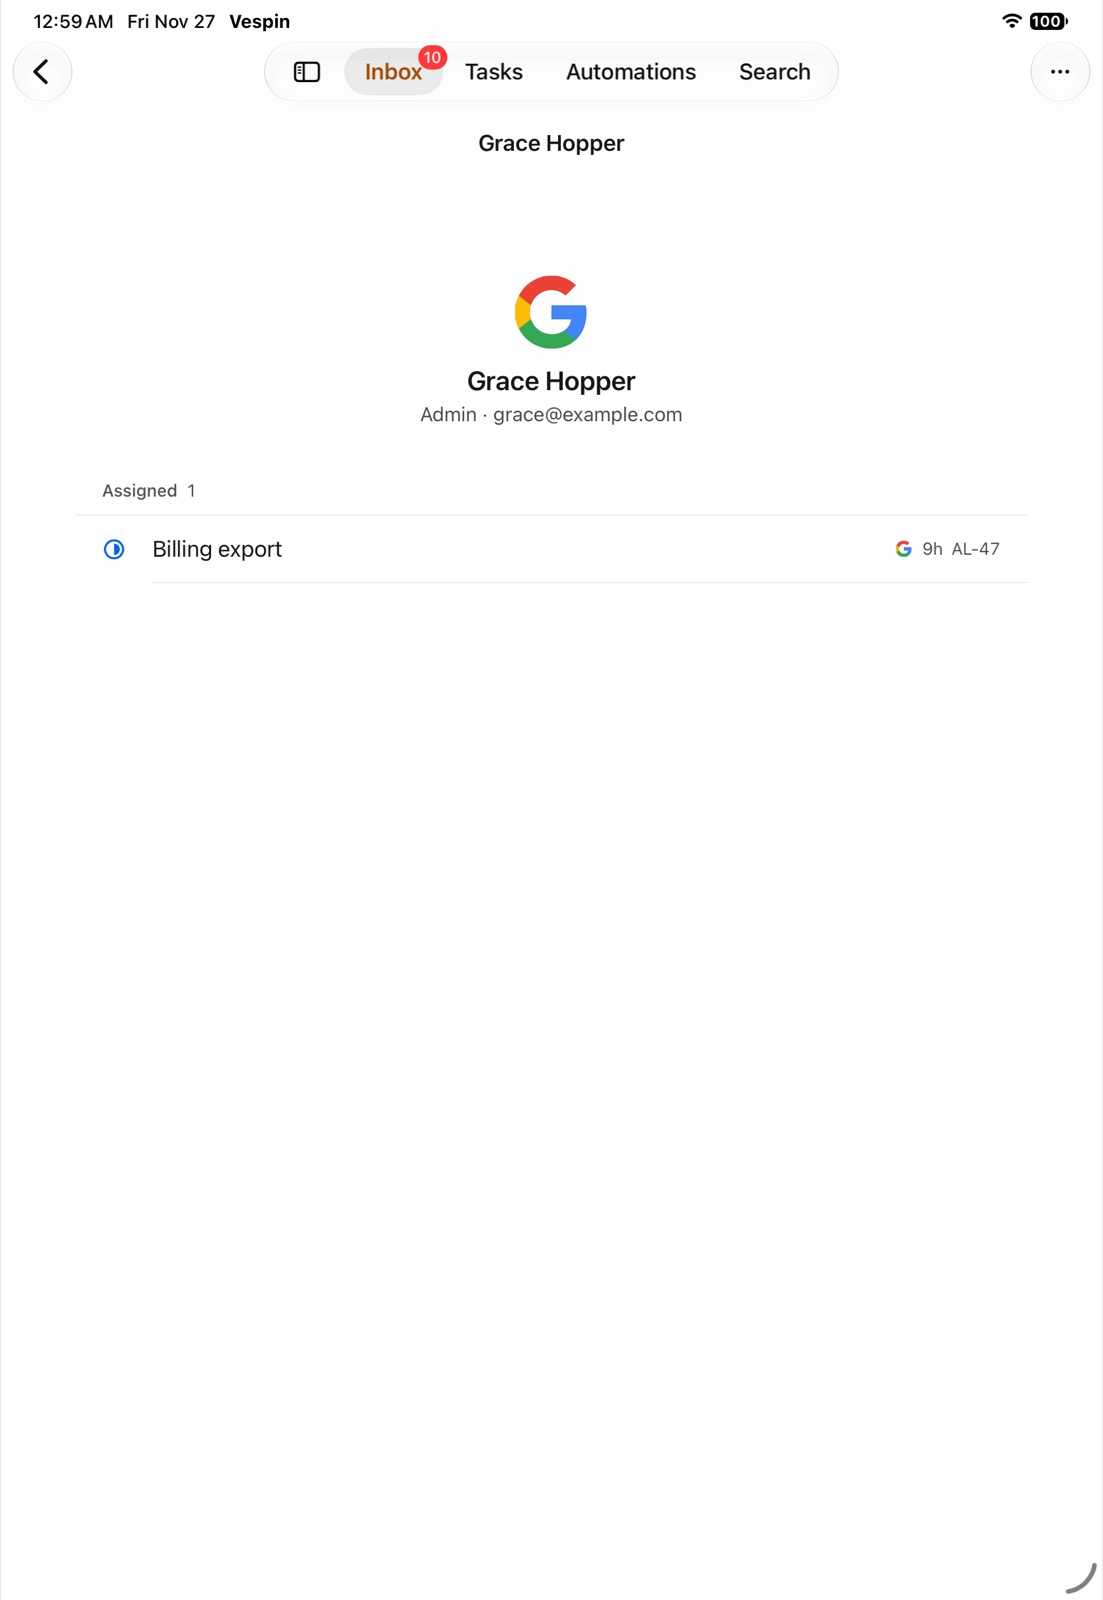 12:59 AM Fri Nov 27 Vespin
100
Inbox 10 Tasks Automations Search
Grace Hopper
Grace Hopper
Admin · grace@example.com
Assigned 1
Billing export 9h AL-47